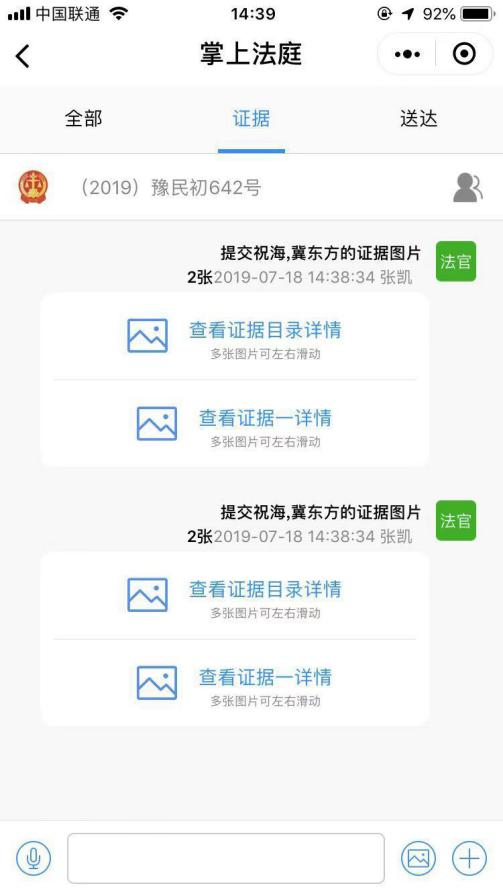 中国联通 14:39 92%
掌上法庭
全部 证据 送达
（2019）豫民初642号
提交祝海,冀东方的证据图片
2张2019-07-18 14:38:34 张凯
法官
查看证据目录详情
多张图片可左右滑动
查看证据一详情
多张图片可左右滑动
提交祝海,冀东方的证据图片
2张2019-07-18 14:38:34 张凯
法官
查看证据目录详情
多张图片可左右滑动
查看证据一详情
多张图片可左右滑动